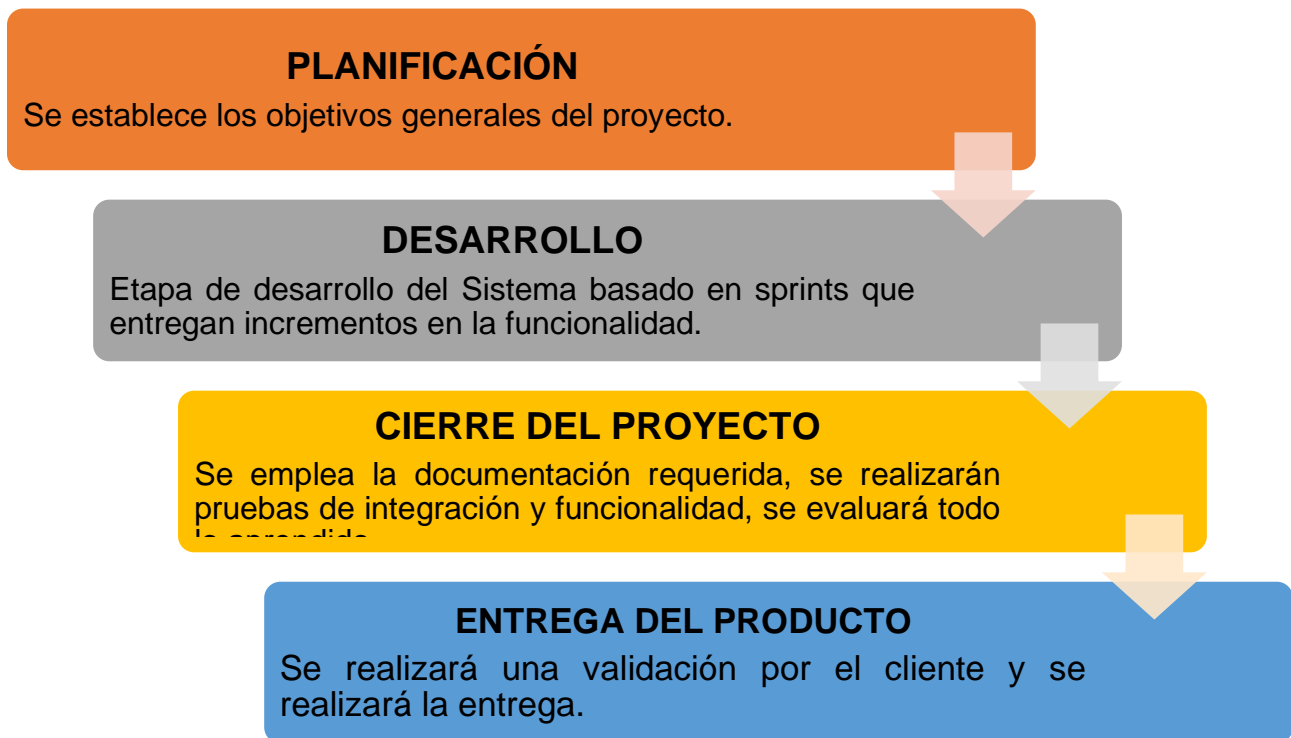 PLANIFICACIÓN
Se establece los objetivos generales del proyecto.
DESARROLLO
Etapa de desarrollo del Sistema basado en sprints que
entregan incrementos en la funcionalidad.
CIERRE DEL PROYECTO
Se emplea la documentación requerida, se realizarán
pruebas de integración y funcionalidad, se evaluará todo
lo aprendido
ENTREGA DEL PRODUCTO
Se realizará una validación por el cliente y se
realizará la entrega.